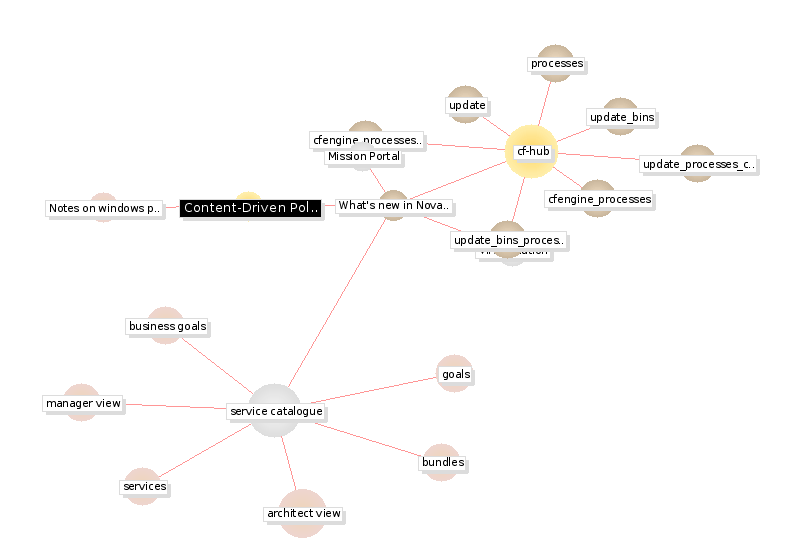 processes
update
update_bins
cfengine_processes..
cf-hub
Mission Portal
update_processes_c..
cfengine_processes
Notes on windows p..
Content-Driven Pol..
What's new in Nova..
update_bins_proces..
business goals
goals
manager view
service catalogue
bundles
services
architect view